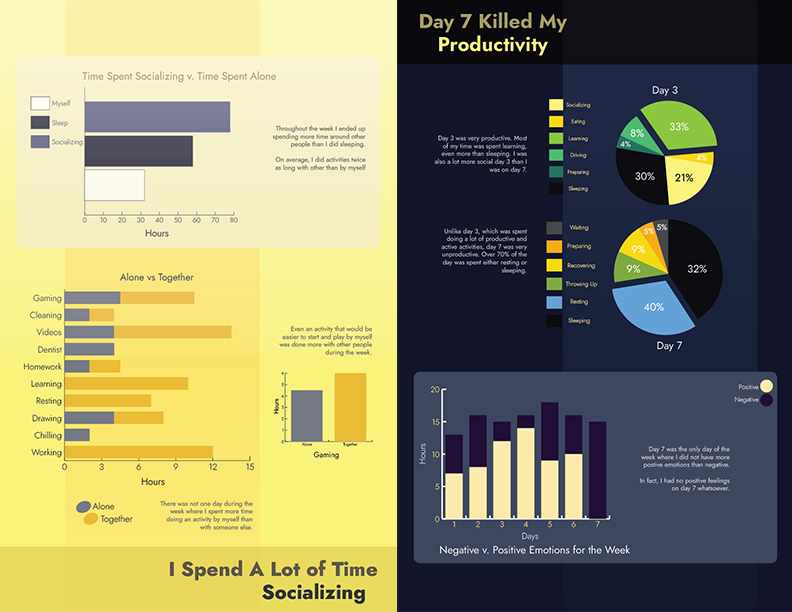 Time Spent Socializing v. Time Spent Alone
Myself
Sleep
Socializing
0 10 20 30 40 50 60 70 80
Hours
Throughout the week I ended up
spending more time around other
people than I did sleeping.
On average, I did activities twice
as long with other than by myself
Alone vs Together
Gaming
Cleaning
Videos
Dentist
Homework
Learning
Resting
Drawing
Chilling
Working
0 3 6 9 12 15
Hours
Alone
Together
Even an activity that would be
easier to start and play by myself
was done more with other people
during the week.
6
5
4
3
2
1
0
Hours
Alone Together
Gaming
There was not one day during the
week where I spent more time
doing an activity by myself than
with someone else.
I Spend A Lot of Time
Socializing
Day 7 Killed My
Productivity
Day 3
Day 3 was very productive. Most
of my time was spent learning,
even more than sleeping. I was
also a lot more social day 3 than I
was on day 7.
Socializing
Eating
Learning
Driving
Preparing
Sleeping
33%
8%
4%
4%
30%
21%
Unlike day 3, which was spent
doing a lot of productive and
active activities, day 7 was very
unproductive. Over 70% of the
day was spent either resting or
sleeping.
Waiting
Preparing
Recovering
Throwing Up
Resting
Sleeping
5%
5%
9%
9%
32%
40%
Day 7
Positive
Negative
20
15
10
5
0
Hours
1 2 3 4 5 6 7
Days
Negative v. Positive Emotions for the Week
Day 7 was the only day of the
week where I did not have more
postive emotions than negative.
In fact, I had no positive feelings
on day 7 whatsoever.